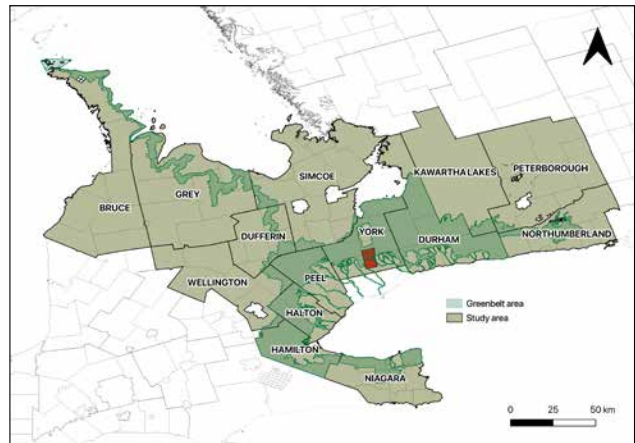 SIMCOE
KAWARTHA LAKES
PETERBOROUGH
BRUCE
GREY
DUFFERIN
YORK
DURHAM
NORTHUMBERLAND
WELLINGTON
PEEL
HALTON
HAMILTON
NIAGARA
Greenbelt area
Study area
0 25 50 km